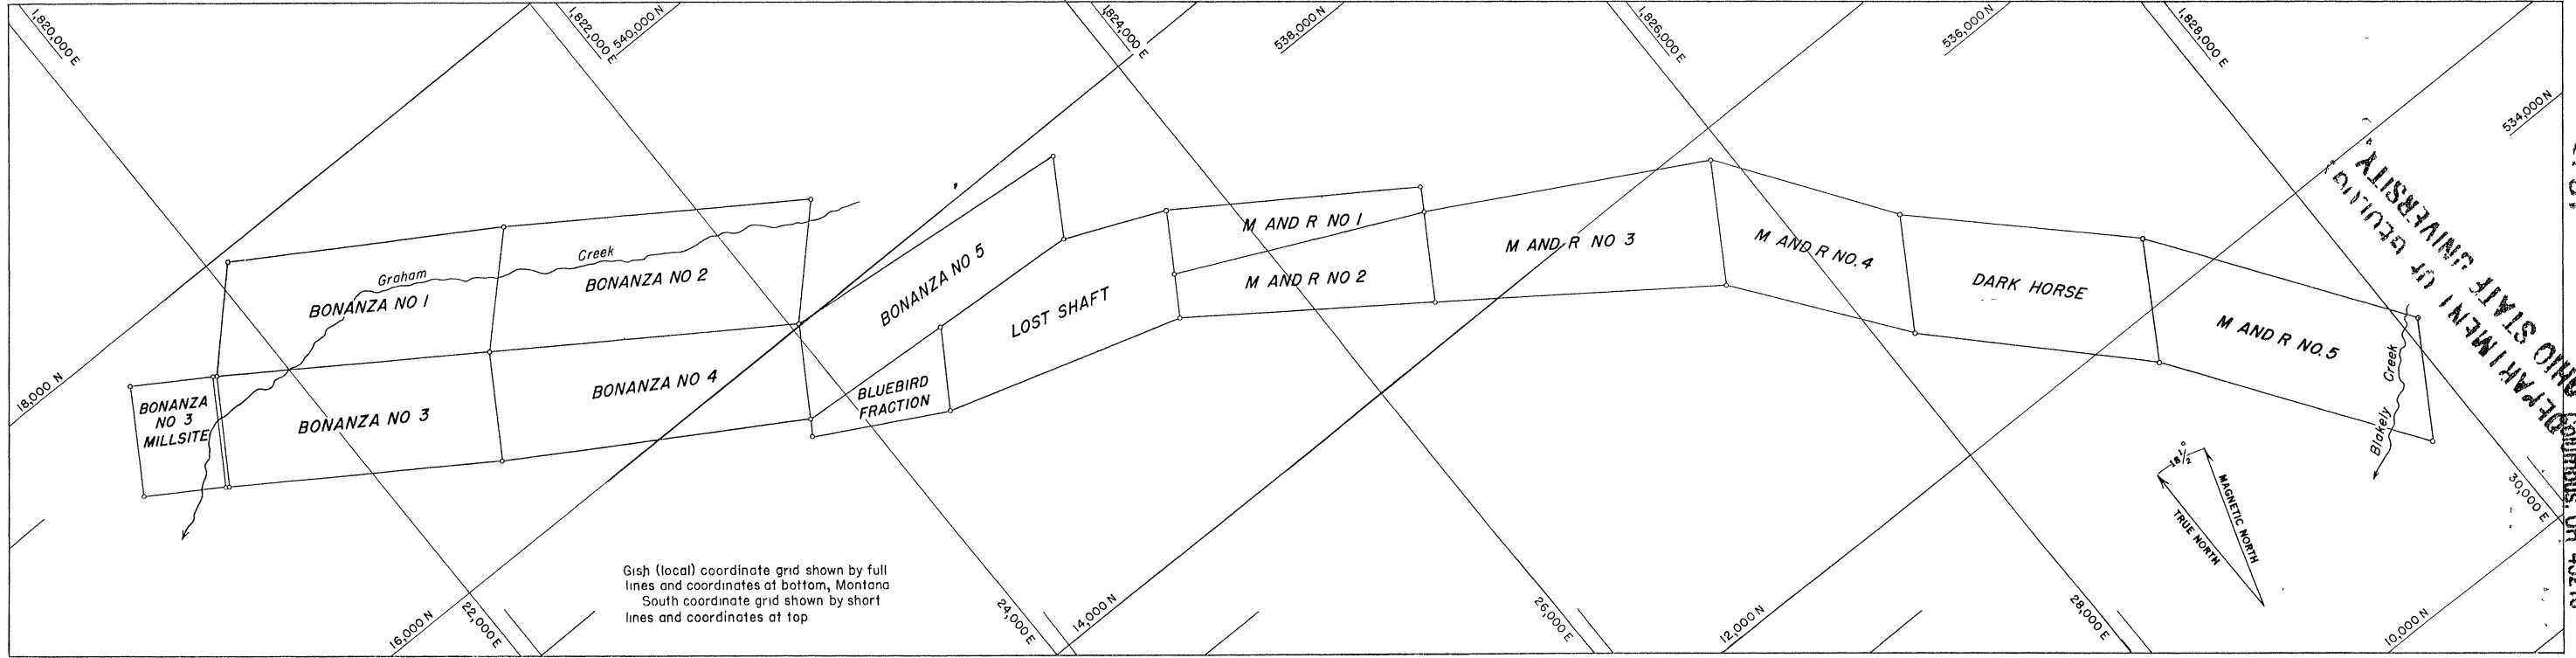 1,820,000 E
1,822,000 E
540,000 N
1,824,000 E
538,000 N
1,826,000 E
536,000 N
1,828,000 E
534,000 N
18,000 N
Graham Creek
BONANZA NO 1
BONANZA NO 2
BONANZA
NO 3
MILLSITE
BONANZA NO 3
BONANZA NO 4
BONANZA NO 5
BLUEBIRD
FRACTION
LOST SHAFT
M AND R NO 1
M AND R NO 2
M AND R NO 3
M AND R NO. 4
DARK HORSE
M AND R NO. 5
Blakely Creek
18 1/2°
TRUE NORTH
MAGNETIC NORTH
Gish (local) coordinate grid shown by full
lines and coordinates at bottom, Montana
South coordinate grid shown by short
lines and coordinates at top
16,000 N
22,000 E
24,000 E
14,000 N
26,000 E
12,000 N
28,000 E
10,000 N
30,000 E
OHIO STATE UNIVERSITY